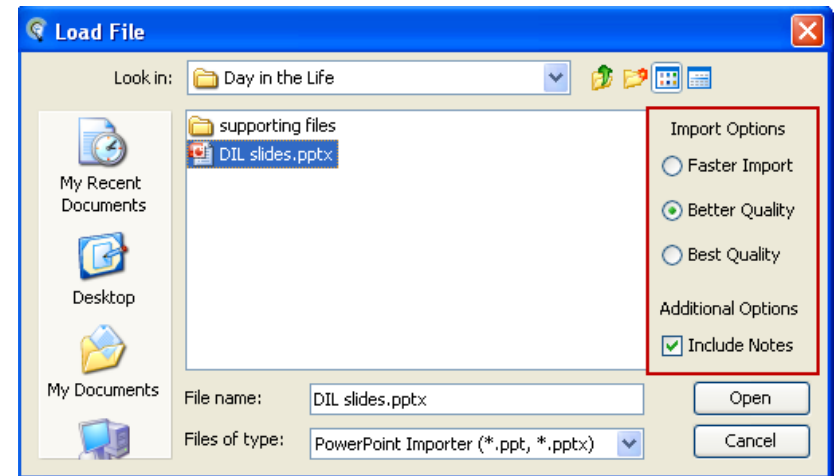 Load File
Look in:
Day in the Life
supporting files
DIL slides.pptx
My Recent
Documents
Desktop
My Documents
Import Options
Faster Import
Better Quality
Best Quality
Additional Options
Include Notes
File name:
DIL slides.pptx
Open
Files of type:
PowerPoint Importer (*.ppt, *.pptx)
Cancel